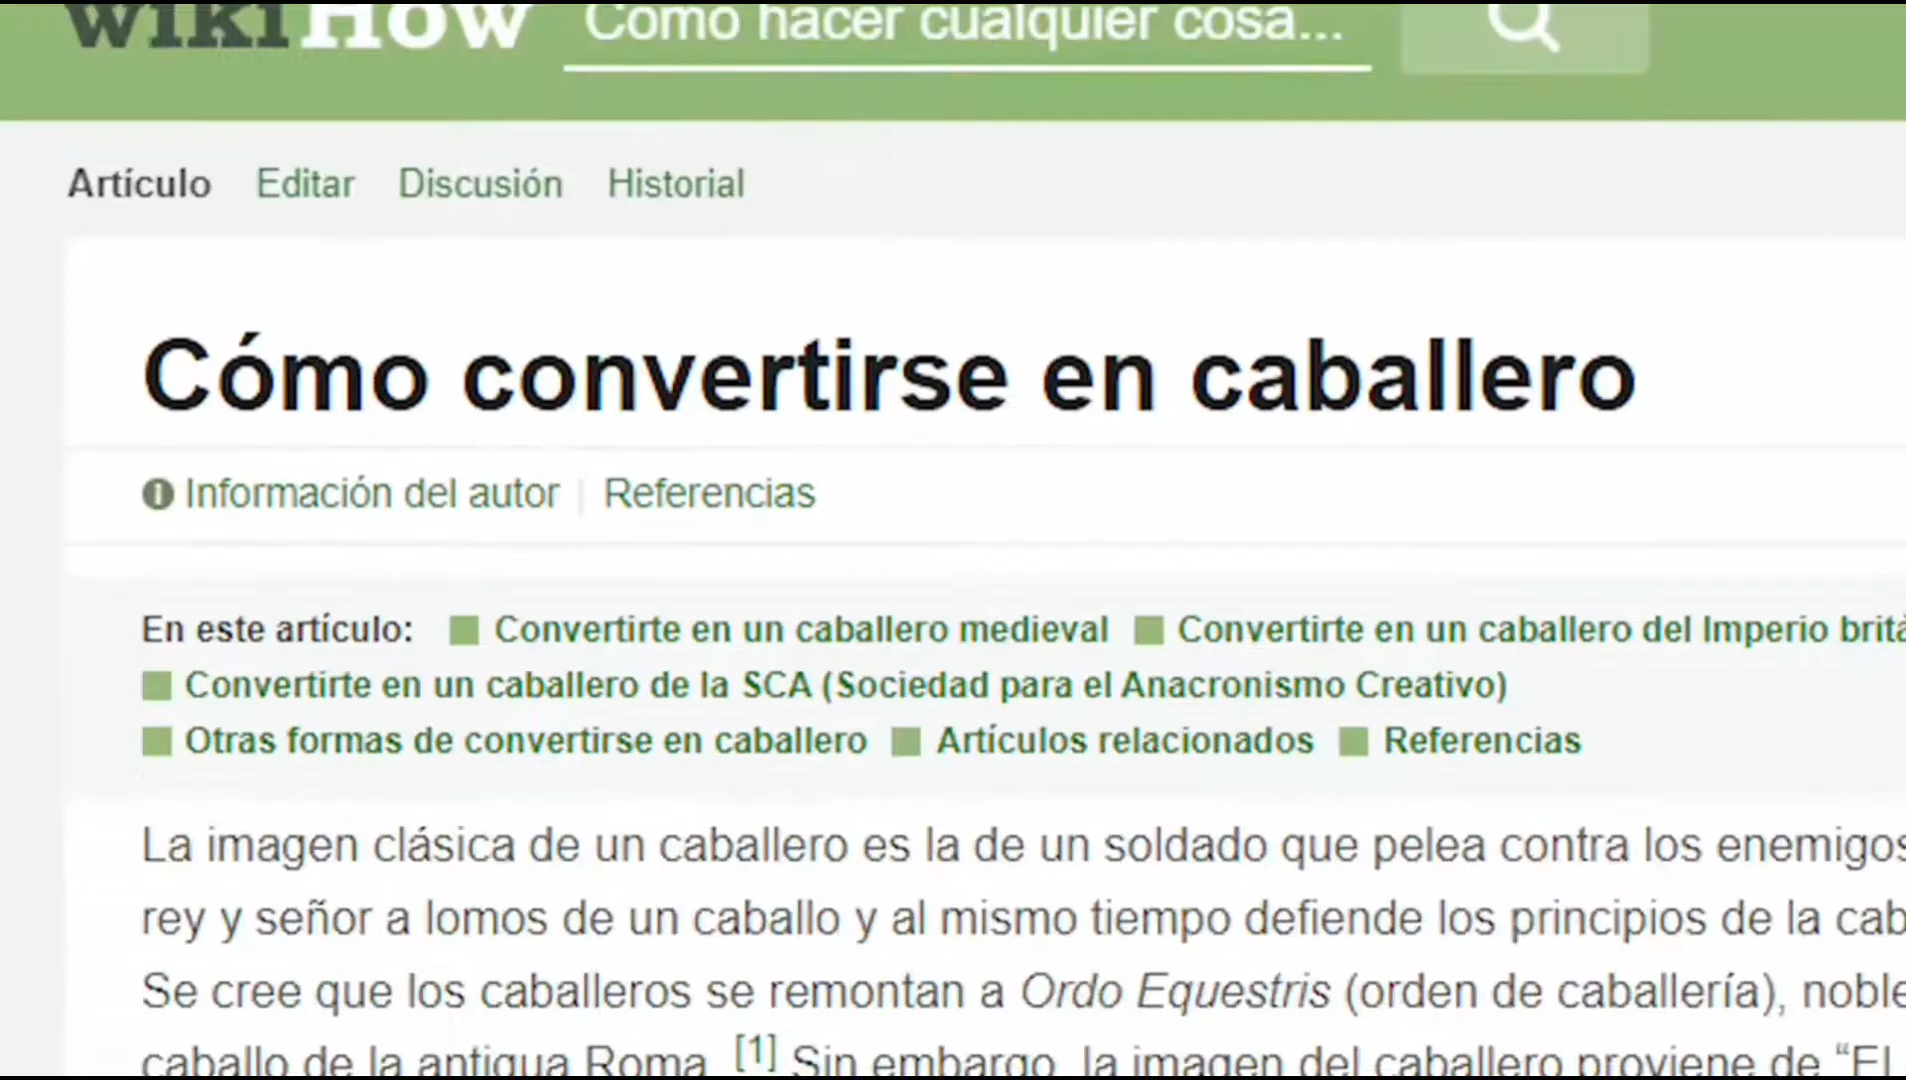 wikiHow Cómo hacer cualquier cosa...
Artículo Editar Discusión Historial
Cómo convertirse en caballero
Información del autor Referencias
En este artículo: Convertirte en un caballero medieval Convertirte en un caballero del Imperio britá
Convertirte en un caballero de la SCA (Sociedad para el Anacronismo Creativo)
Otras formas de convertirse en caballero Artículos relacionados Referencias
La imagen clásica de un caballero es la de un soldado que pelea contra los enemigos
rey y señor a lomos de un caballo y al mismo tiempo defiende los principios de la cab
Se cree que los caballeros se remontan a Ordo Equestris (orden de caballería), noble
caballo de la antigua Roma. [1] Sin embargo, la imagen del caballero proviene de “El